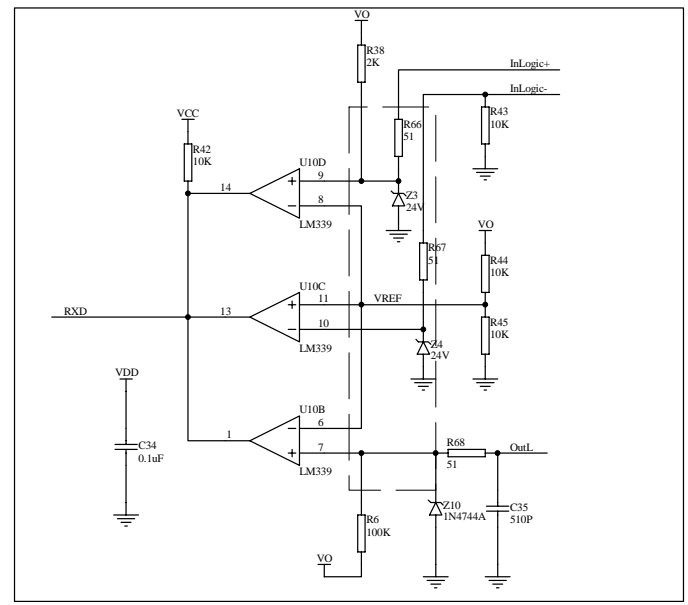 VO
R38
2K
InLogic+
InLogic-
R43
10K
VCC
R66
51
R42
10K
U10D
9
+
14
8
−
LM339
Z3
24V
VO
R67
51
R44
10K
U10C
11
+
VREF
RXD
13
10
−
LM339
R45
10K
Z4
24V
VDD
U10B
6
−
C34
0.1uF
1
7
+
LM339
R68
51
OutL
Z10
1N4744A
C35
510P
R6
100K
VO